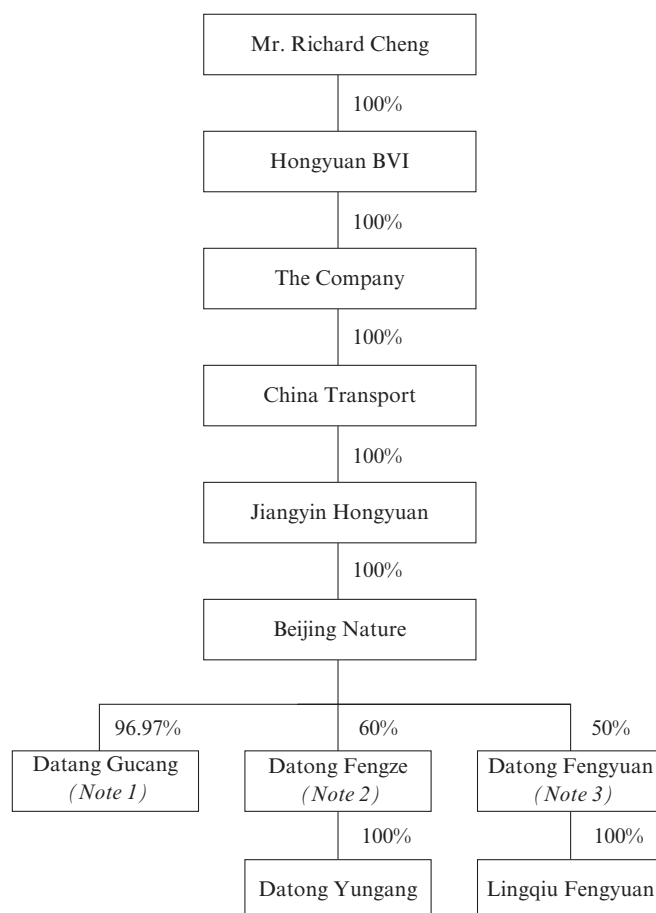 Mr. Richard Cheng
100%
Hongyuan BVI
100%
The Company
100%
China Transport
100%
Jiangyin Hongyuan
100%
Beijing Nature
96.97%
60%
50%
Datang Gucang
(Note 1)
Datong Fengze
(Note 2)
Datong Fengyuan
(Note 3)
100%
100%
Datong Yungang
Lingqiu Fengyuan